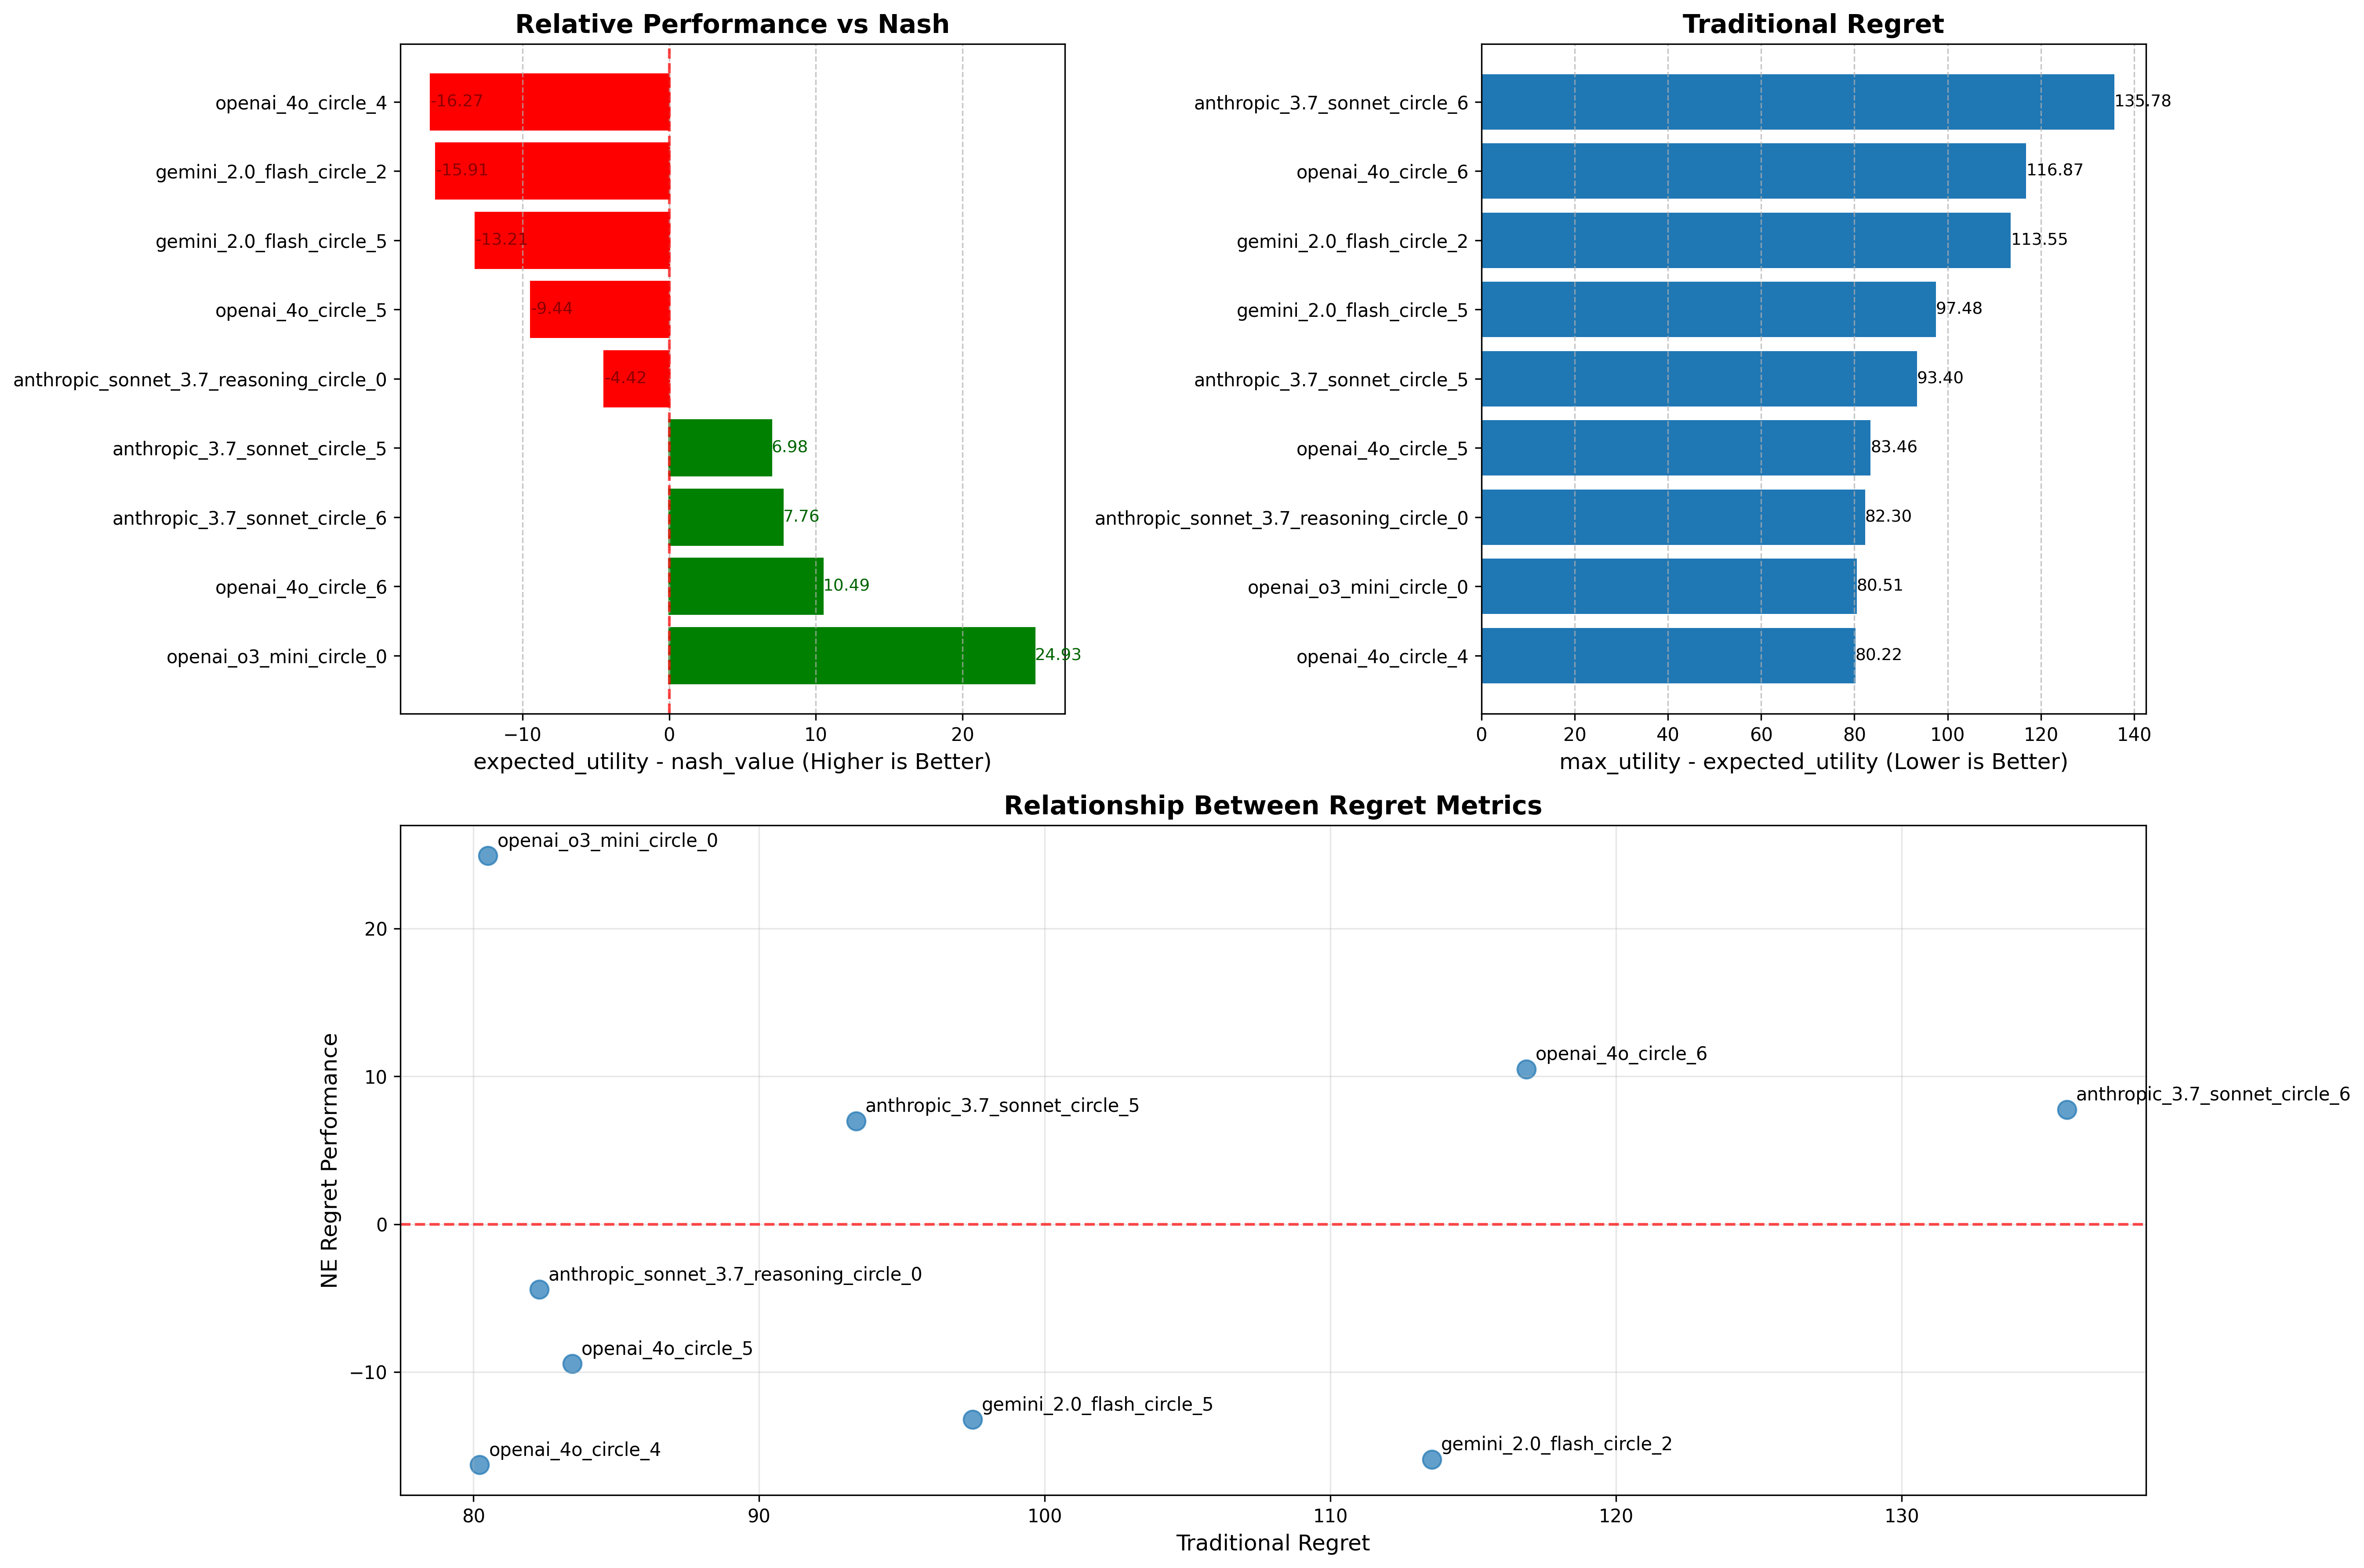 Relative Performance vs Nash
openai_4o_circle_4
-16.27
gemini_2.0_flash_circle_2
-15.91
gemini_2.0_flash_circle_5
-13.21
openai_4o_circle_5
-9.44
anthropic_sonnet_3.7_reasoning_circle_0
-4.42
anthropic_3.7_sonnet_circle_5
6.98
anthropic_3.7_sonnet_circle_6
7.76
openai_4o_circle_6
10.49
openai_o3_mini_circle_0
24.93
−10 0 10 20
expected_utility - nash_value (Higher is Better)
Traditional Regret
anthropic_3.7_sonnet_circle_6
135.78
openai_4o_circle_6
116.87
gemini_2.0_flash_circle_2
113.55
gemini_2.0_flash_circle_5
97.48
anthropic_3.7_sonnet_circle_5
93.40
openai_4o_circle_5
83.46
anthropic_sonnet_3.7_reasoning_circle_0
82.30
openai_o3_mini_circle_0
80.51
openai_4o_circle_4
80.22
0 20 40 60 80 100 120 140
max_utility - expected_utility (Lower is Better)
Relationship Between Regret Metrics
NE Regret Performance
20
10
0
−10
openai_o3_mini_circle_0
openai_4o_circle_6
anthropic_3.7_sonnet_circle_6
anthropic_3.7_sonnet_circle_5
anthropic_sonnet_3.7_reasoning_circle_0
openai_4o_circle_5
gemini_2.0_flash_circle_5
gemini_2.0_flash_circle_2
openai_4o_circle_4
80 90 100 110 120 130
Traditional Regret